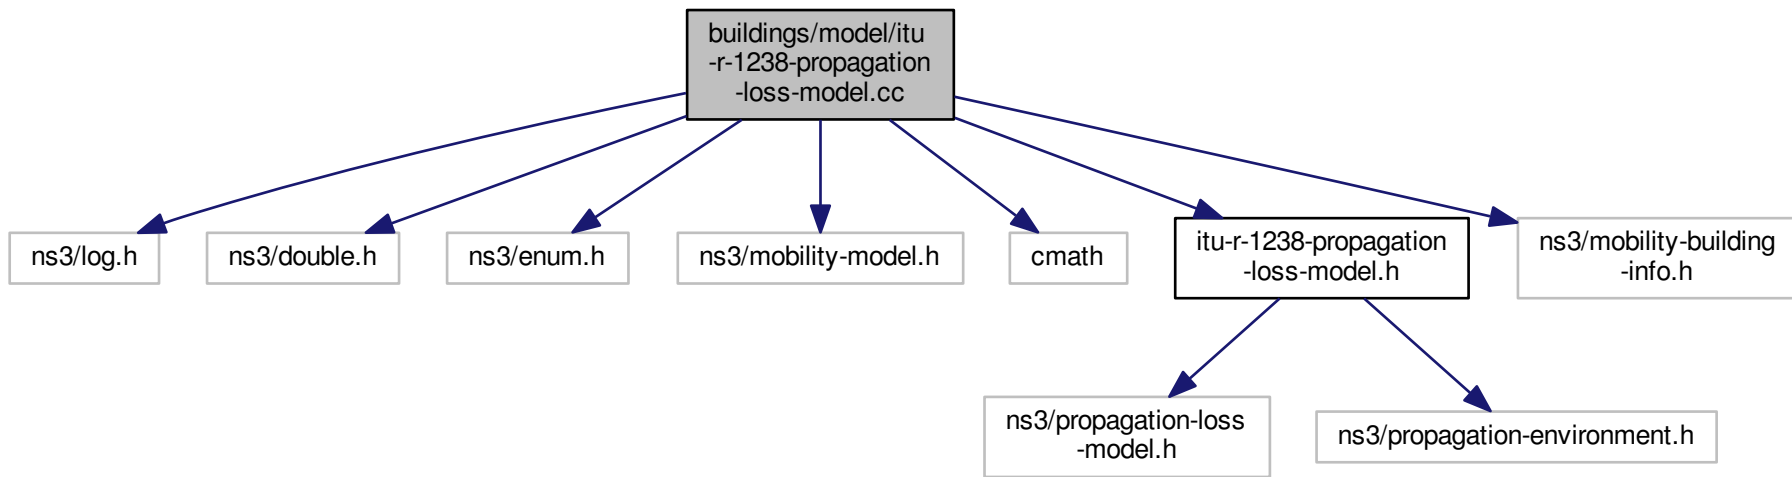 buildings/model/itu
-r-1238-propagation
-loss-model.cc
ns3/log.h
ns3/double.h
ns3/enum.h
ns3/mobility-model.h
cmath
itu-r-1238-propagation
-loss-model.h
ns3/mobility-building
-info.h
ns3/propagation-loss
-model.h
ns3/propagation-environment.h